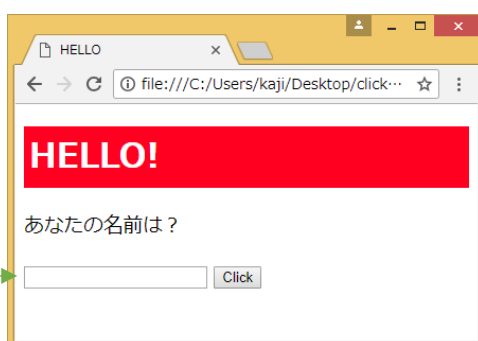 HELLO
file:///C:/Users/kaji/Desktop/click…
HELLO!
あなたの名前は？
Click